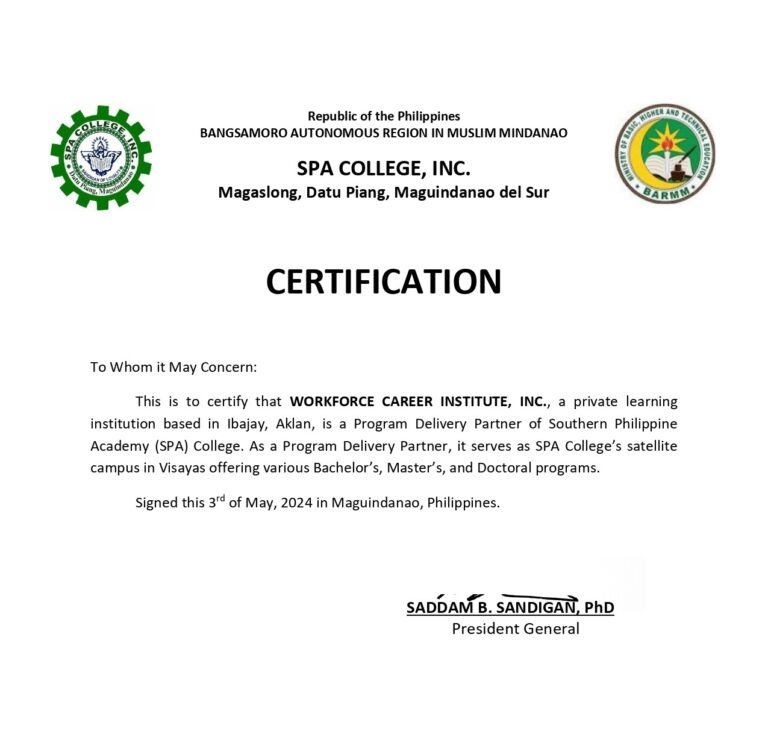 Republic of the Philippines
BANGSAMORO AUTONOMOUS REGION IN MUSLIM MINDANAO
SPA COLLEGE, INC.
Magaslong, Datu Piang, Maguindanao del Sur
SPA COLLEGE, INC.
Datu Piang, Maguindanao
MINISTRY OF BASIC, HIGHER AND TECHNICAL EDUCATION
BARMM
CERTIFICATION
To Whom it May Concern:
This is to certify that WORKFORCE CAREER INSTITUTE, INC., a private learning
institution based in Ibajay, Aklan, is a Program Delivery Partner of Southern Philippine
Academy (SPA) College. As a Program Delivery Partner, it serves as SPA College’s satellite
campus in Visayas offering various Bachelor’s, Master’s, and Doctoral programs.
Signed this 3rd of May, 2024 in Maguindanao, Philippines.
SADDAM B. SANDIGAN, PhD
President General